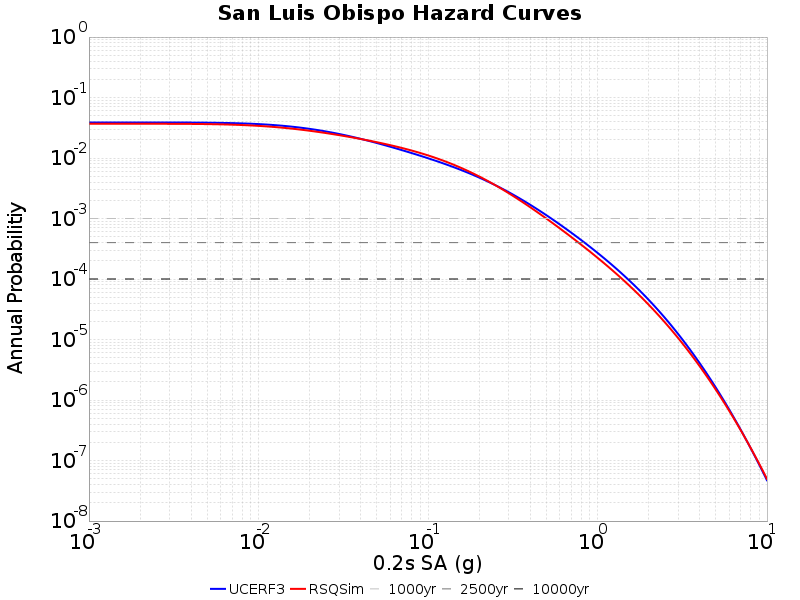 San Luis Obispo Hazard Curves
10^0
10^-1
10^-2
10^-3
10^-4
10^-5
10^-6
10^-7
10^-8
Annual Probabilitiy
10^-3 10^-2 10^-1 10^0 10^1
0.2s SA (g)
UCERF3 RSQSim 1000yr 2500yr 10000yr